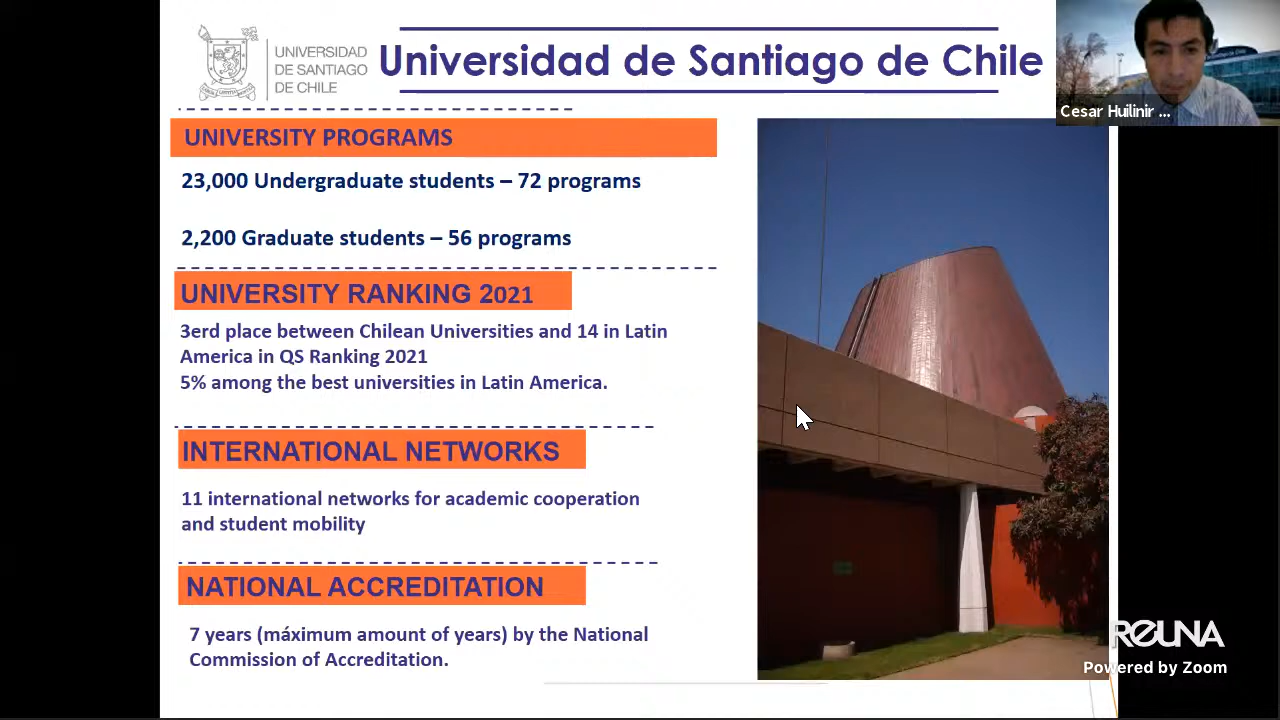 UNIVERSIDAD
DE SANTIAGO
DE CHILE
Universidad de Santiago de Chile
Cesar Huilinir ...
UNIVERSITY PROGRAMS
23,000 Undergraduate students – 72 programs
2,200 Graduate students – 56 programs
UNIVERSITY RANKING 2021
3erd place between Chilean Universities and 14 in Latin
America in QS Ranking 2021
5% among the best universities in Latin America.
INTERNATIONAL NETWORKS
11 international networks for academic cooperation
and student mobility
NATIONAL ACCREDITATION
7 years (máximum amount of years) by the National
Commission of Accreditation.
REUNA
Powered by Zoom